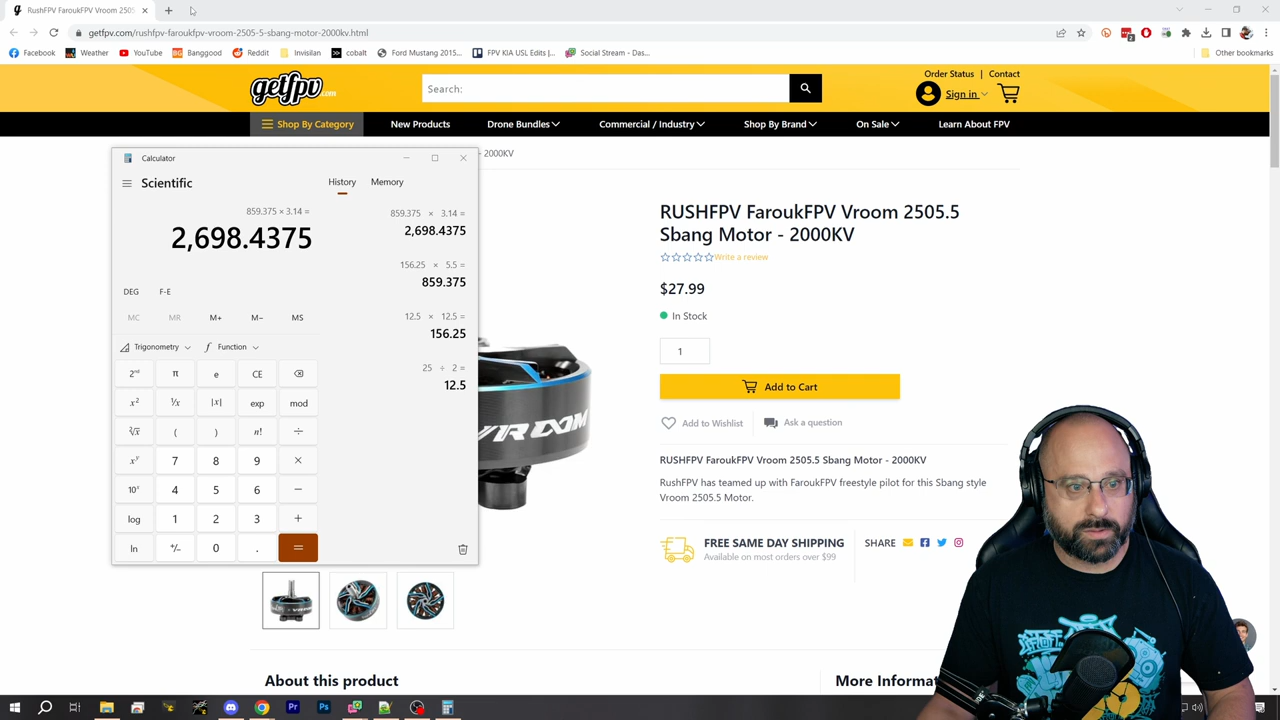 RushFPV FaroukFPV Vroom 2505
getfpv.com/rushfpv-faroukfpv-vroom-2505-5-sbang-motor-2000kv.html
Facebook
Weather
YouTube
Banggood
Reddit
Invisilan
cobalt
Ford Mustang 2015...
FPV KIA USL Edits |...
Social Stream - Das...
Other bookmarks
getfpv.com
Search:
Order Status | Contact
Sign in
Shop By Category
New Products
Drone Bundles
Commercial / Industry
Shop By Brand
On Sale
Learn About FPV
- 2000KV
Calculator
Scientific
History
Memory
859.375 × 3.14 =
2,698.4375
859.375 × 3.14 =
2,698.4375
156.25 × 5.5 =
859.375
12.5 × 12.5 =
156.25
25 ÷ 2 =
12.5
DEG
F-E
MC
MR
M+
M−
MS
Trigonometry
Function
2ⁿᵈ
π
e
CE
x²
¹/x
|x|
exp
mod
²√x
(
)
n!
÷
xʸ
7
8
9
×
10ˣ
4
5
6
−
log
1
2
3
+
ln
+/−
0
.
=
RUSHFPV FaroukFPV Vroom 2505.5
Sbang Motor - 2000KV
Write a review
$27.99
In Stock
1
Add to Cart
Add to Wishlist
Ask a question
VROOM
RUSHFPV FaroukFPV Vroom 2505.5 Sbang Motor - 2000KV
RushFPV has teamed up with FaroukFPV freestyle pilot for this Sbang style
Vroom 2505.5 Motor.
FREE SAME DAY SHIPPING
Available on most orders over $99
SHARE
About this product
More Informat